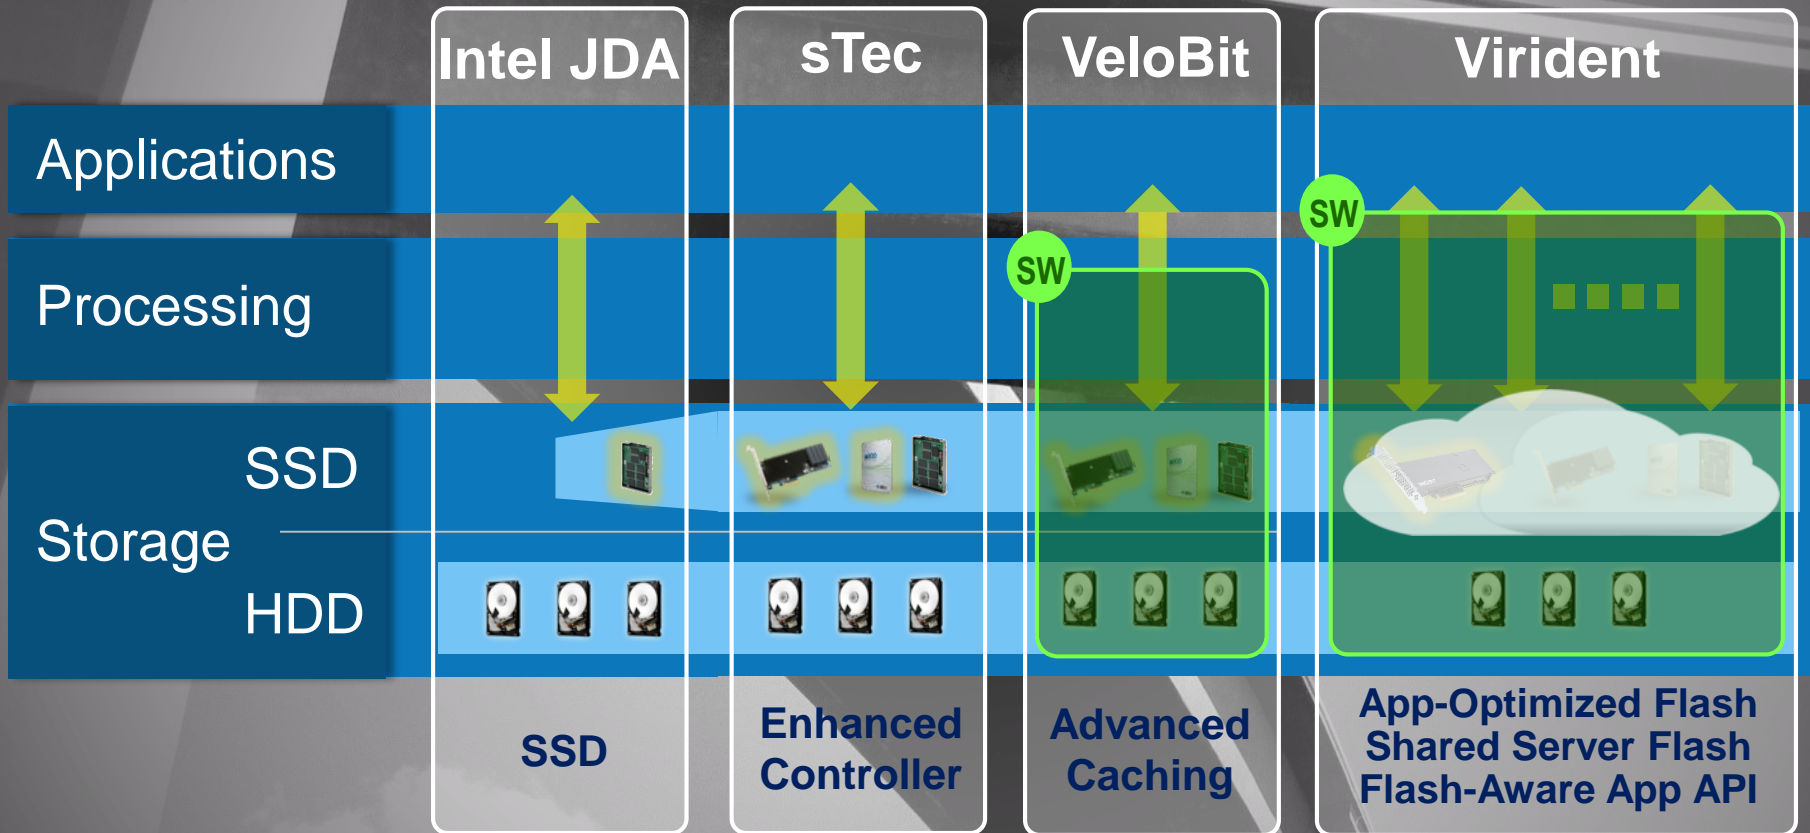 Intel JDA
sTec
VeloBit
Virident
Applications
Processing
SSD
Storage
HDD
SW
SW
SSD
Enhanced
Controller
Advanced
Caching
App-Optimized Flash
Shared Server Flash
Flash-Aware App API